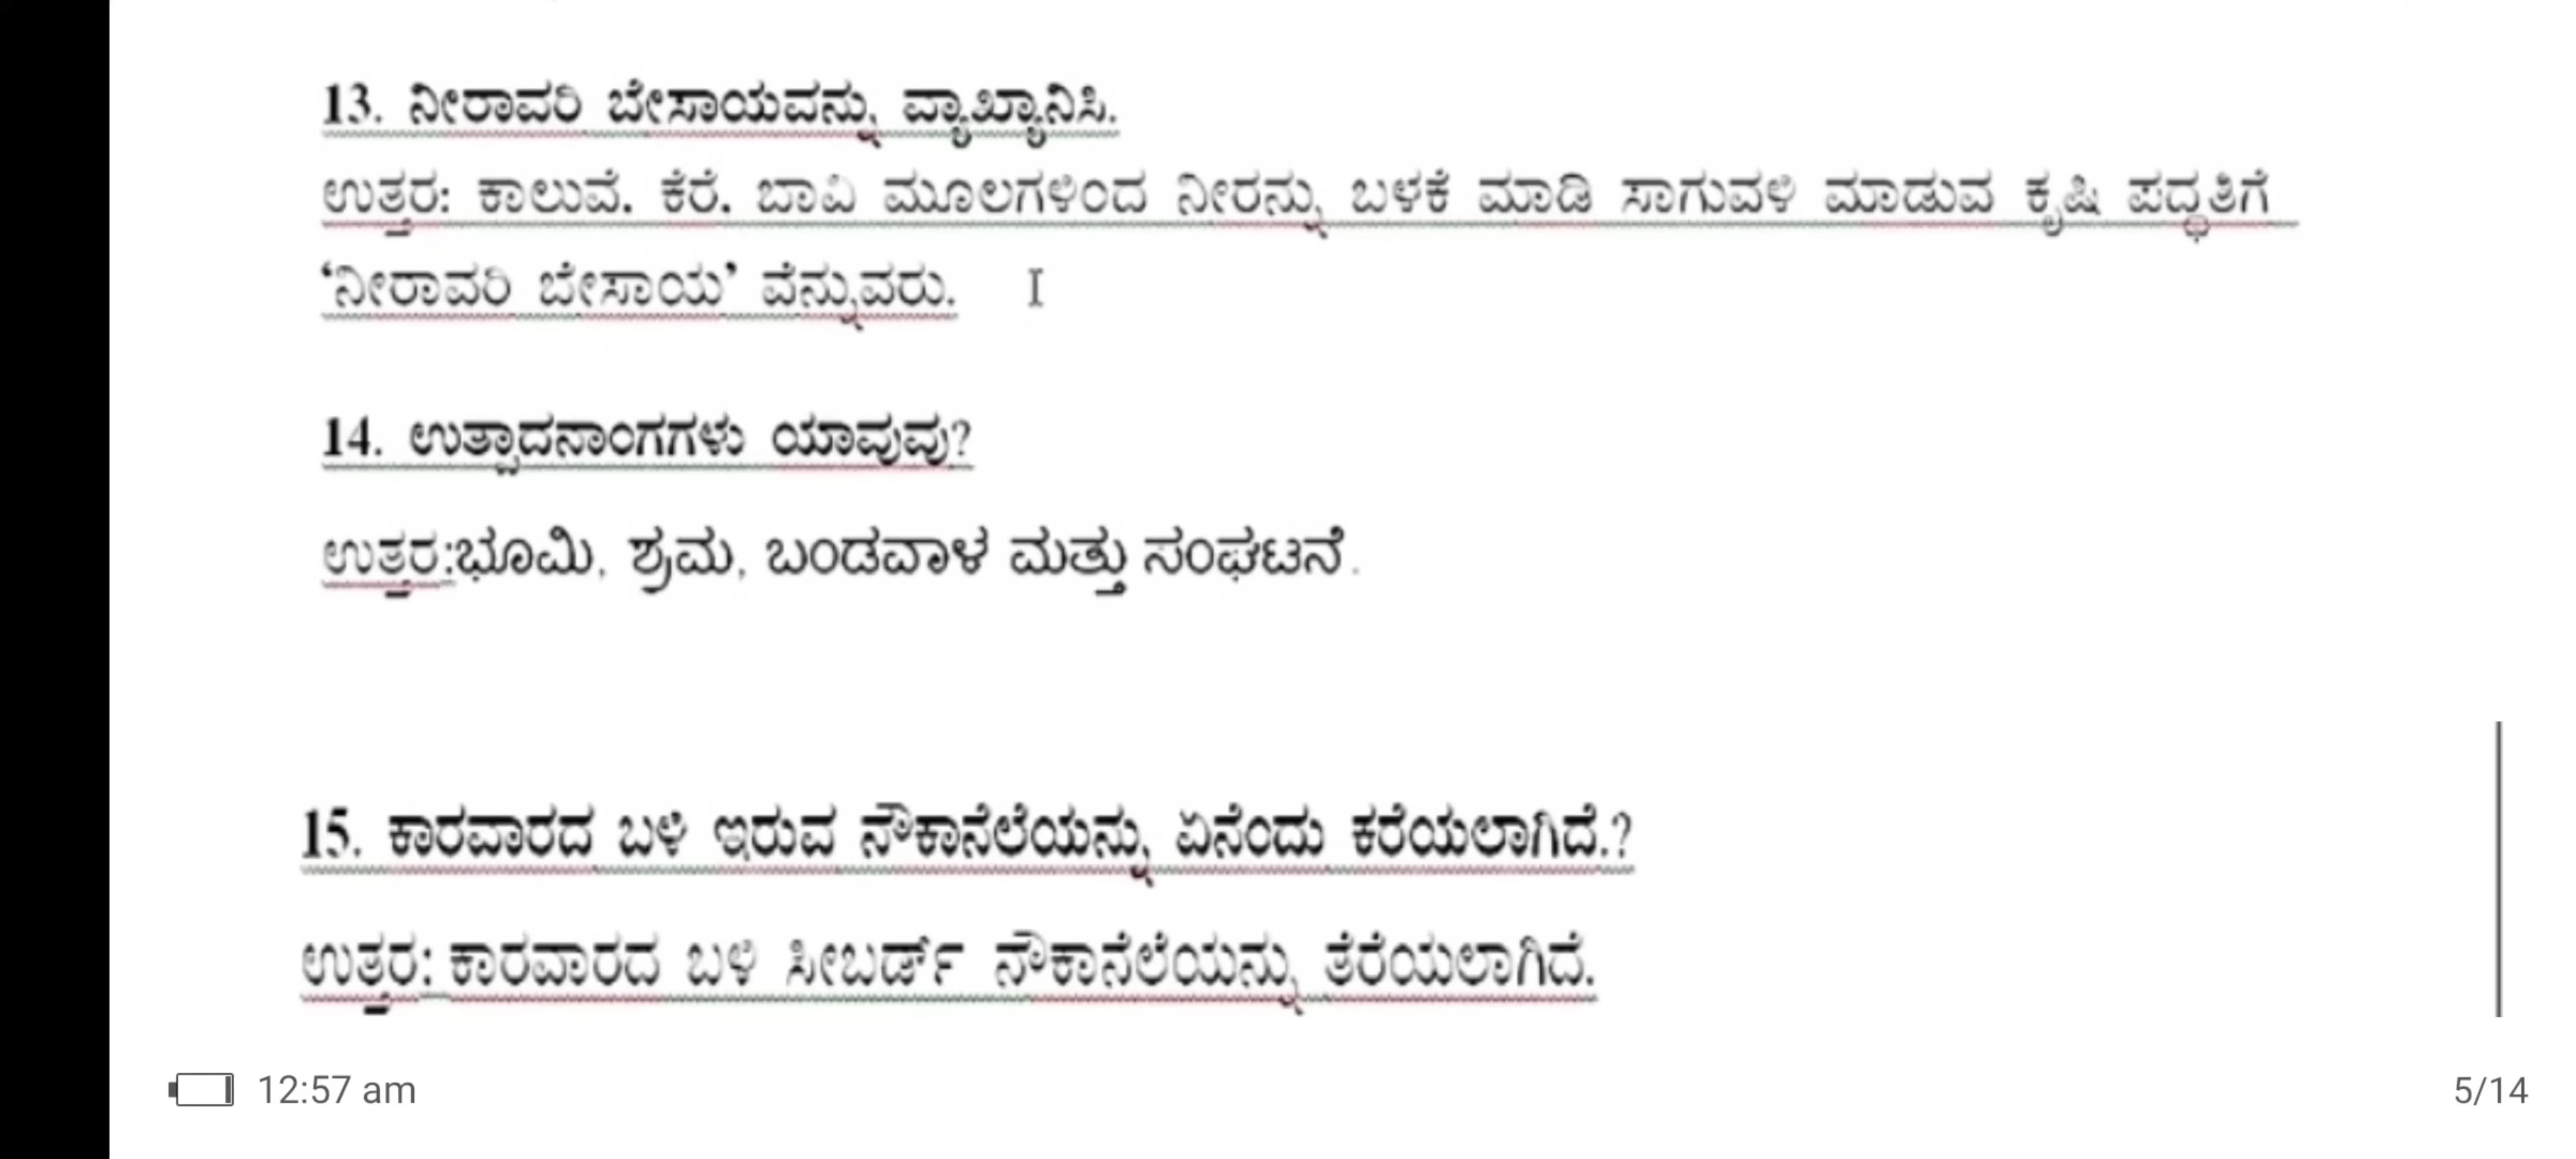 13. ನೀರಾವರಿ ಬೇಸಾಯವನ್ನು ವ್ಯಾಖ್ಯಾನಿಸಿ.
ಉತ್ತರ: ಕಾಲುವೆ. ಕೆರೆ. ಬಾವಿ ಮೂಲಗಳಿಂದ ನೀರನ್ನು ಬಳಕೆ ಮಾಡಿ ಸಾಗುವಳಿ ಮಾಡುವ ಕೃಷಿ ಪದ್ಧತಿಗೆ
‘ನೀರಾವರಿ ಬೇಸಾಯ’ ವೆನ್ನುವರು.
14. ಉತ್ಪಾದನಾಂಗಗಳು ಯಾವುವು?
ಉತ್ತರ:ಭೂಮಿ, ಶ್ರಮ, ಬಂಡವಾಳ ಮತ್ತು ಸಂಘಟನೆ.
15. ಕಾರವಾರದ ಬಳಿ ಇರುವ ನೌಕಾನೆಲೆಯನ್ನು ಏನೆಂದು ಕರೆಯಲಾಗಿದೆ.?
ಉತ್ತರ: ಕಾರವಾರದ ಬಳಿ ಸೀಬರ್ಡ್ ನೌಕಾನೆಲೆಯನ್ನು ತೆರೆಯಲಾಗಿದೆ.
12:57 am
5/14